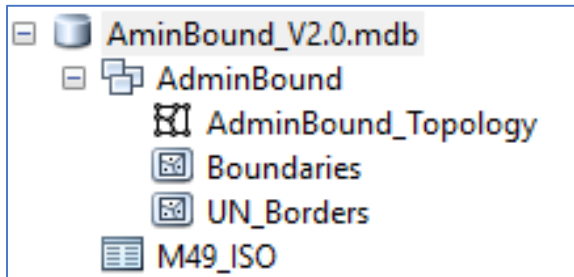 AminBound_V2.0.mdb
AdminBound
AdminBound_Topology
Boundaries
UN_Borders
M49_ISO